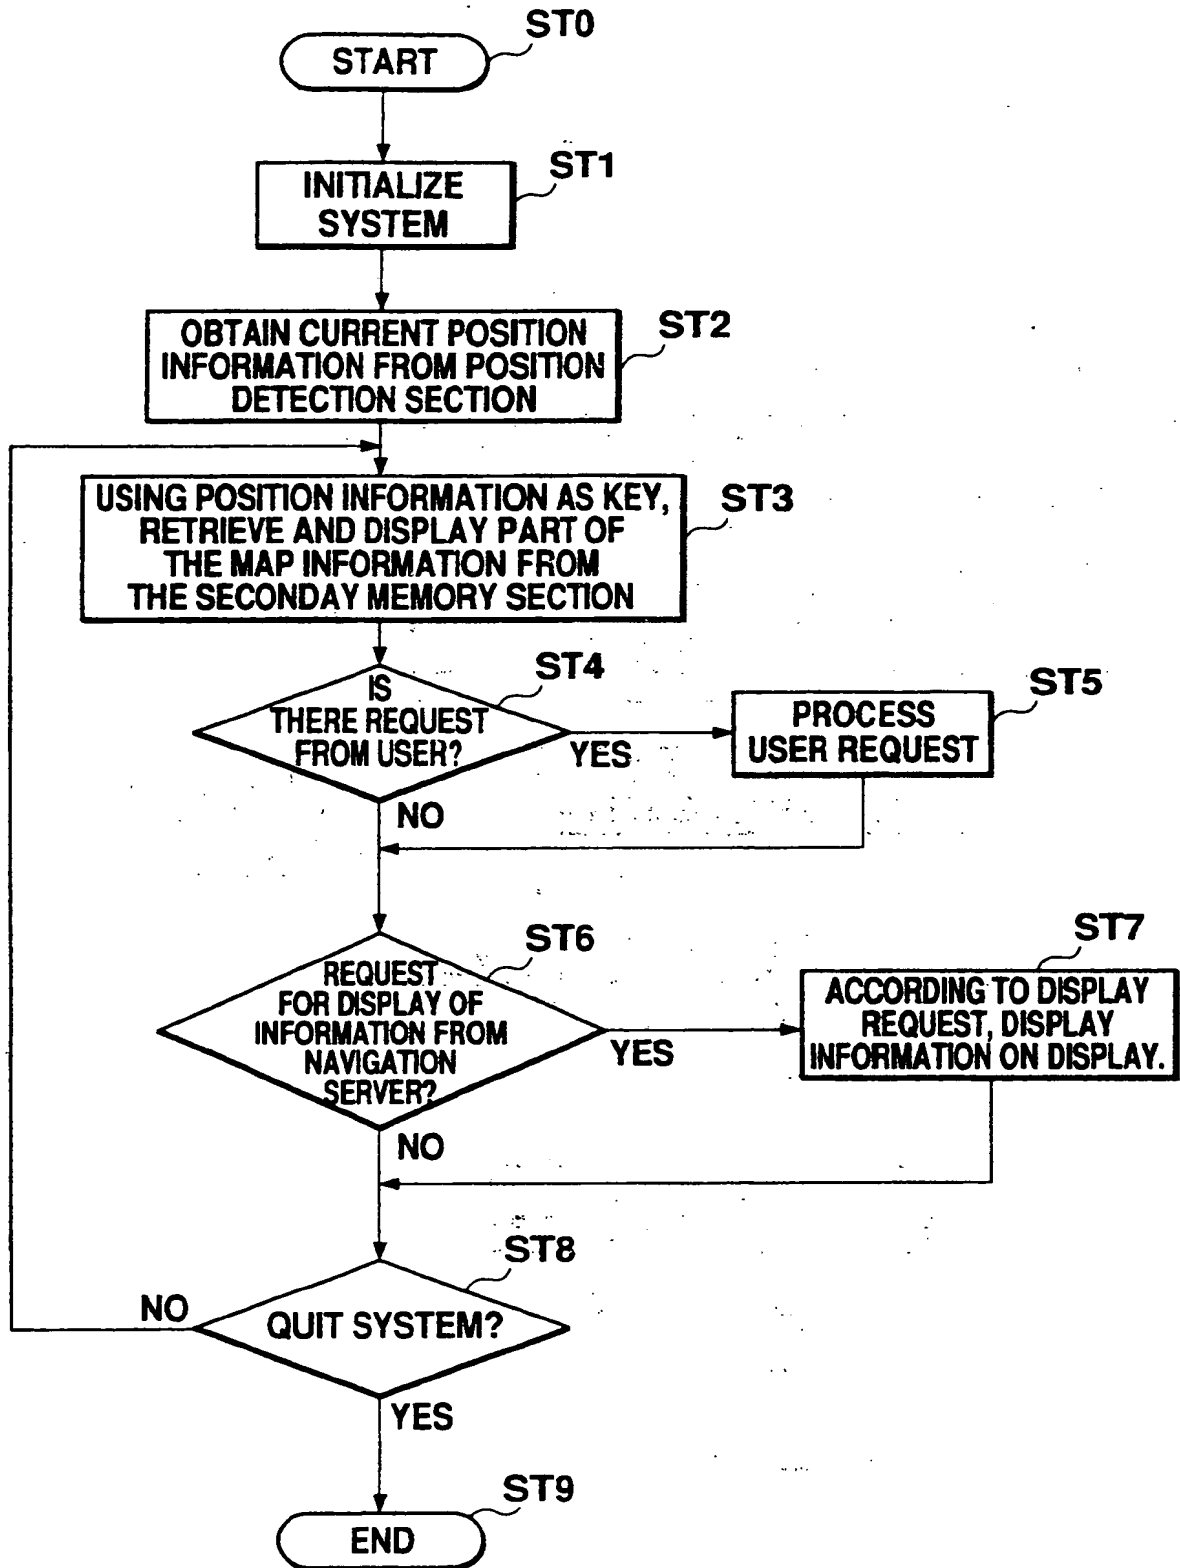 ST0
START
ST1
INITIALIZE
SYSTEM
OBTAIN CURRENT POSITION
INFORMATION FROM POSITION
DETECTION SECTION
ST2
USING POSITION INFORMATION AS KEY,
RETRIEVE AND DISPLAY PART OF
THE MAP INFORMATION FROM
THE SECONDAY MEMORY SECTION
ST3
ST4
IS
THERE REQUEST
FROM USER?
YES
NO
ST5
PROCESS
USER REQUEST
ST6
REQUEST
FOR DISPLAY OF
INFORMATION FROM
NAVIGATION
SERVER?
YES
NO
ST7
ACCORDING TO DISPLAY
REQUEST, DISPLAY
INFORMATION ON DISPLAY.
ST8
QUIT SYSTEM?
NO
YES
ST9
END